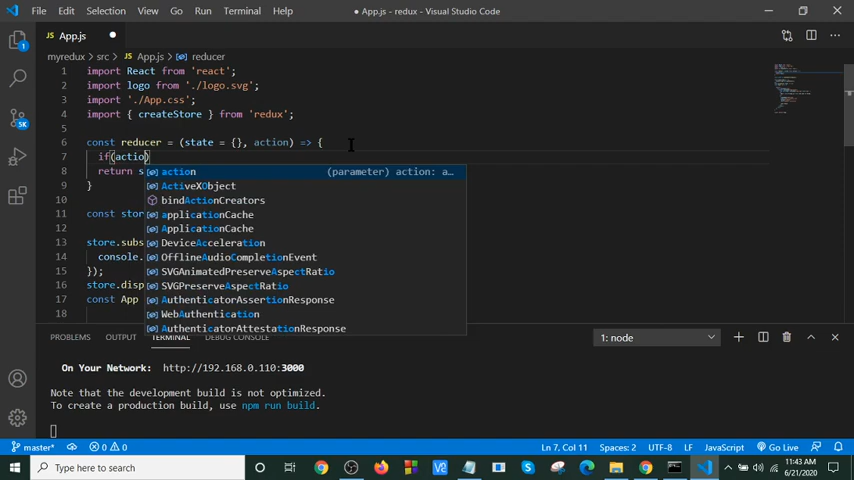 File Edit Selection View Go Run Terminal Help
● App.js - redux - Visual Studio Code
App.js ●
myredux > src > JS App.js > reducer
1 import React from 'react';
2 import logo from './logo.svg';
3 import './App.css';
4 import { createStore } from 'redux';
5
6 const reducer = (state = {}, action) => {
7 if(actio)
8 return s
9 }
10
11 const stor
12
13 store.subs
14 console.
15 });
16 store.disp
17 const App
18
action (parameter) action: a…
ActiveXObject
bindActionCreators
applicationCache
ApplicationCache
DeviceAcceleration
OfflineAudioCompletionEvent
SVGAnimatedPreserveAspectRatio
SVGPreserveAspectRatio
AuthenticatorAssertionResponse
WebAuthentication
AuthenticatorAttestationResponse
PROBLEMS OUTPUT TERMINAL DEBUG CONSOLE 1: node
On Your Network: http://192.168.0.110:3000
Note that the development build is not optimized.
To create a production build, use npm run build.
master* 0 0 Ln 7, Col 11 Spaces: 2 UTF-8 LF JavaScript Go Live
Type here to search
11:43 AM
6/21/2020
1
5K